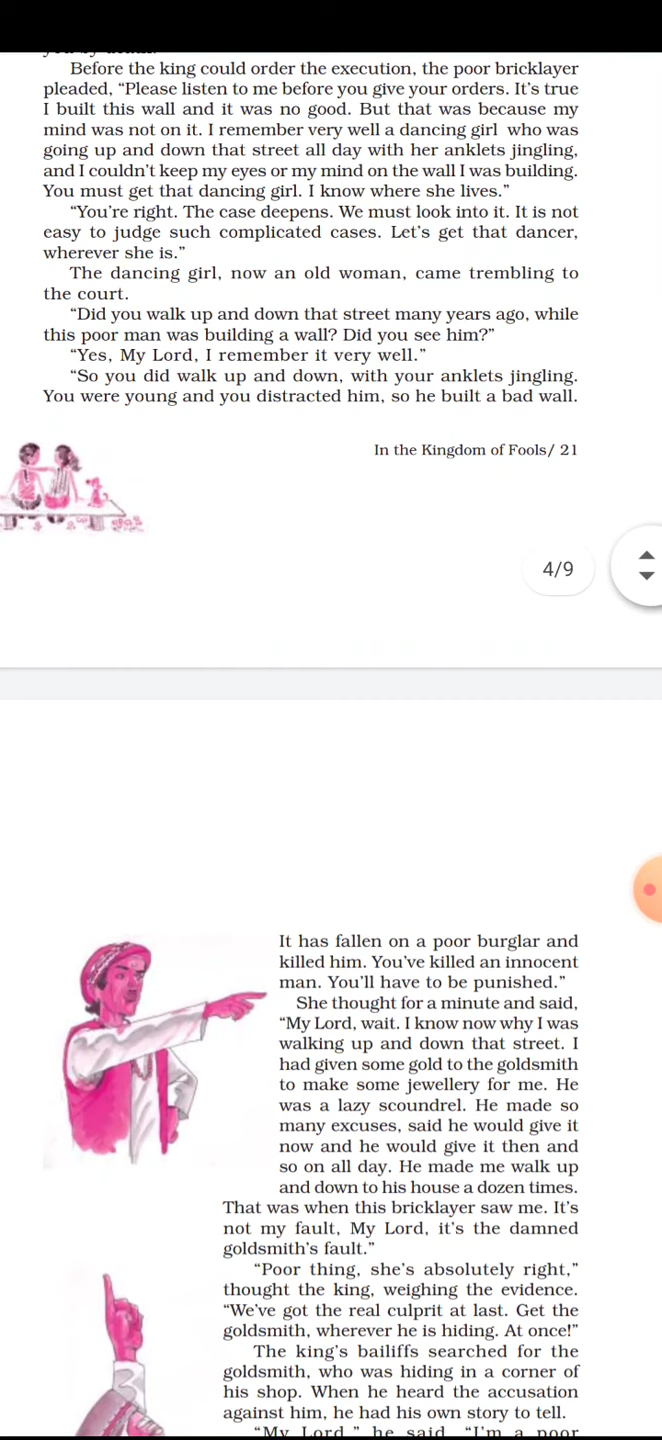 Before the king could order the execution, the poor bricklayer
pleaded, “Please listen to me before you give your orders. It’s true
I built this wall and it was no good. But that was because my
mind was not on it. I remember very well a dancing girl who was
going up and down that street all day with her anklets jingling,
and I couldn’t keep my eyes or my mind on the wall I was building.
You must get that dancing girl. I know where she lives.”
“You’re right. The case deepens. We must look into it. It is not
easy to judge such complicated cases. Let’s get that dancer,
wherever she is.”
The dancing girl, now an old woman, came trembling to
the court.
“Did you walk up and down that street many years ago, while
this poor man was building a wall? Did you see him?”
“Yes, My Lord, I remember it very well.”
“So you did walk up and down, with your anklets jingling.
You were young and you distracted him, so he built a bad wall.
In the Kingdom of Fools/ 21
4/9
It has fallen on a poor burglar and
killed him. You’ve killed an innocent
man. You’ll have to be punished.”
She thought for a minute and said,
“My Lord, wait. I know now why I was
walking up and down that street. I
had given some gold to the goldsmith
to make some jewellery for me. He
was a lazy scoundrel. He made so
many excuses, said he would give it
now and he would give it then and
so on all day. He made me walk up
and down to his house a dozen times.
That was when this bricklayer saw me. It’s
not my fault, My Lord, it’s the damned
goldsmith’s fault.”
“Poor thing, she’s absolutely right,”
thought the king, weighing the evidence.
“We’ve got the real culprit at last. Get the
goldsmith, wherever he is hiding. At once!”
The king’s bailiffs searched for the
goldsmith, who was hiding in a corner of
his shop. When he heard the accusation
against him, he had his own story to tell.
“My Lord,” he said, “I’m a poor